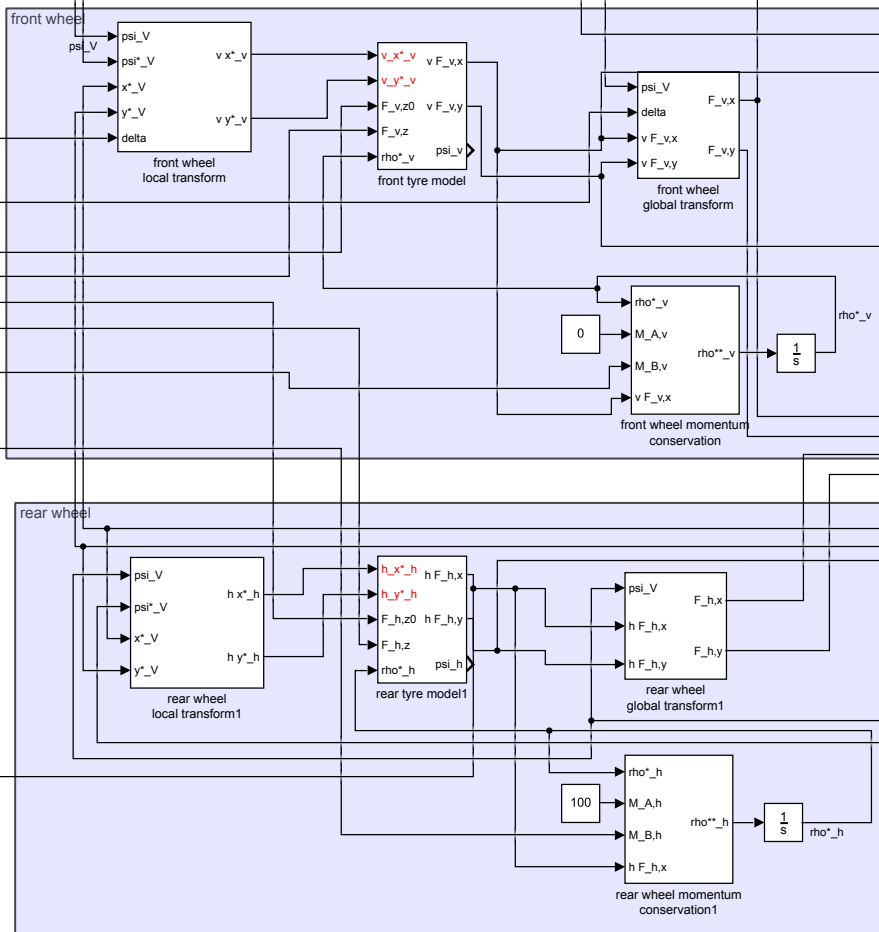 front wheel
psi_V
psi_V
psi*_V
x*_V
y*_V
delta
v x*_v
v y*_v
front wheel
local transform
v_x*_v
v_y*_v
F_v,z0
F_v,z
rho*_v
v F_v,x
v F_v,y
psi_v
front tyre model
psi_V
delta
v F_v,x
v F_v,y
F_v,x
F_v,y
front wheel
global transform
0
rho*_v
M_A,v
M_B,v
v F_v,x
rho**_v
front wheel momentum
conservation
1
s
rho*_v
rear wheel
psi_V
psi*_V
x*_V
y*_V
h x*_h
h y*_h
rear wheel
local transform1
h_x*_h
h_y*_h
F_h,z0
F_h,z
rho*_h
h F_h,x
h F_h,y
psi_h
rear tyre model1
psi_V
h F_h,x
h F_h,y
F_h,x
F_h,y
rear wheel
global transform1
100
rho*_h
M_A,h
M_B,h
h F_h,x
rho**_h
rear wheel momentum
conservation1
1
s
rho*_h